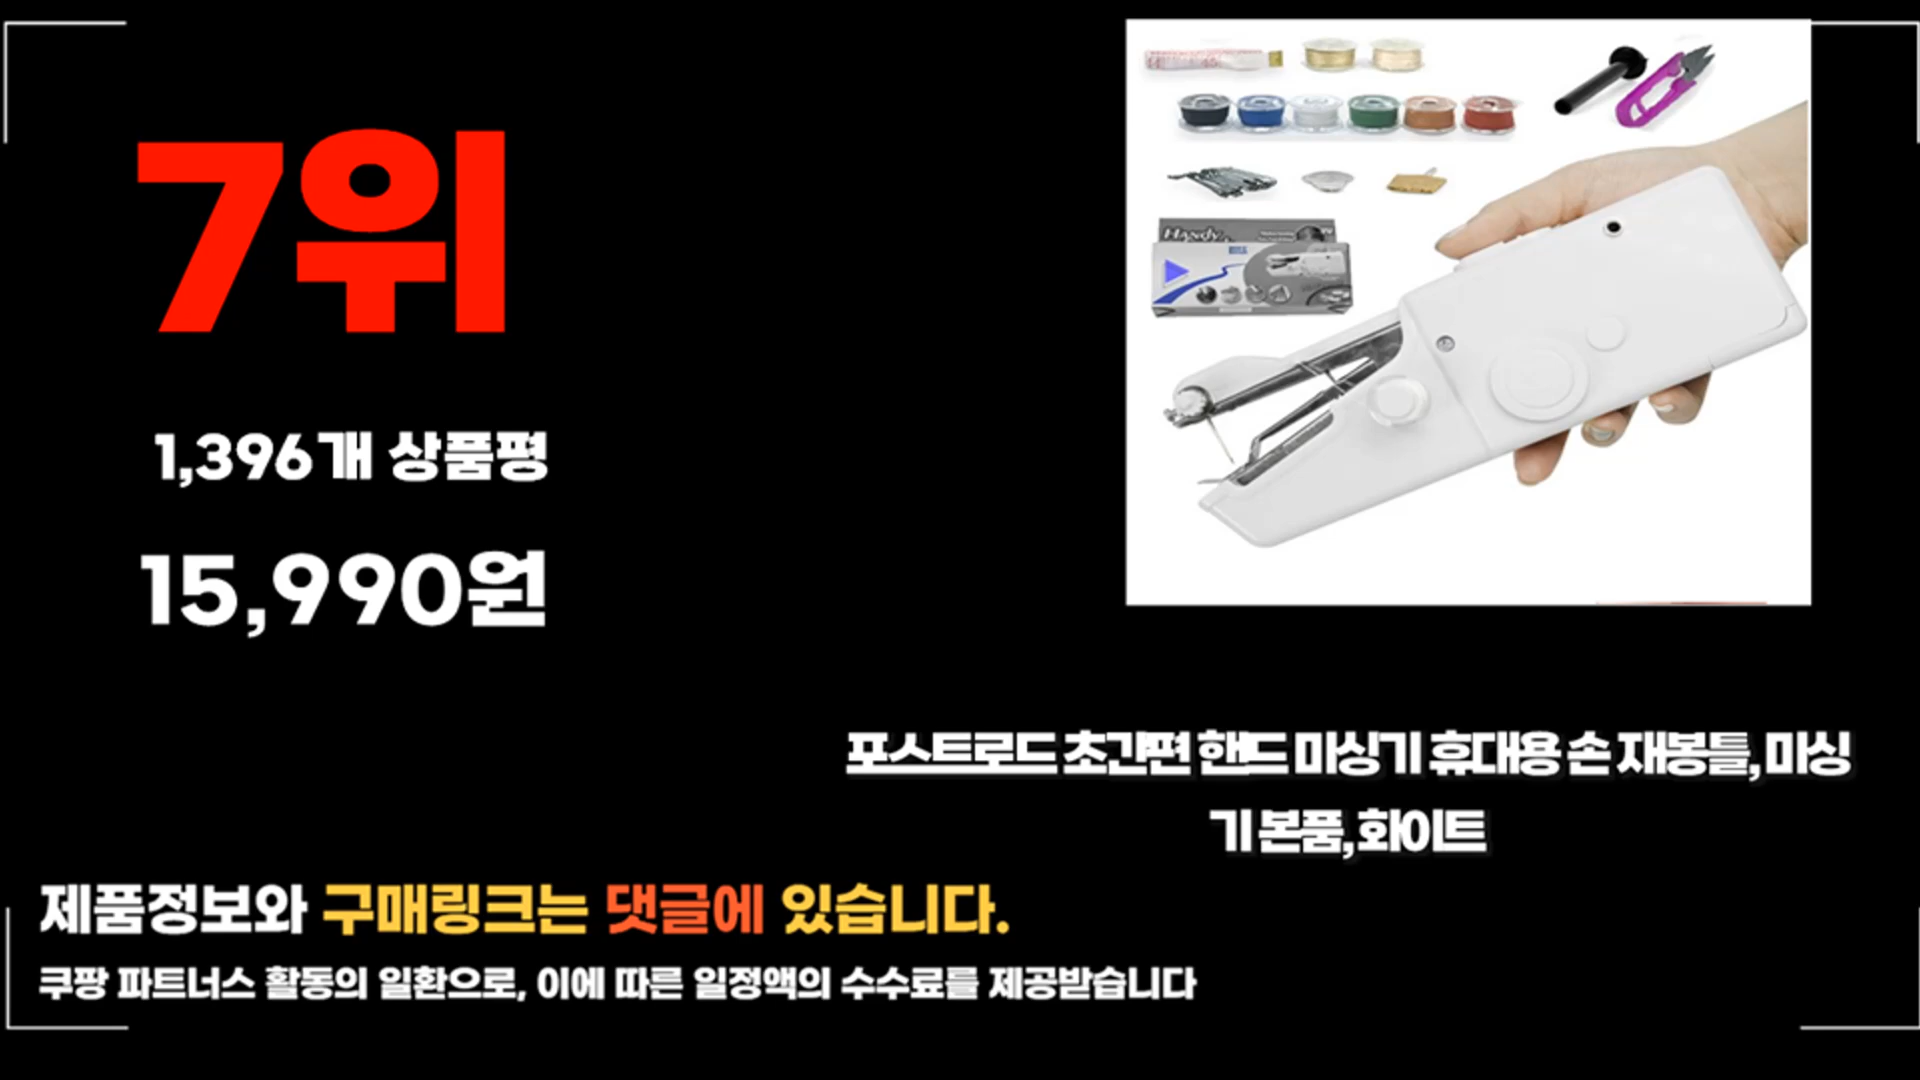 7위
1,396개 상품평
15,990원
Handy
포스트로드 초간편 핸드 미싱기 휴대용 손 재봉틀, 미싱
기 본품, 화이트
제품정보와 구매링크는 댓글에 있습니다.
쿠팡 파트너스 활동의 일환으로, 이에 따른 일정액의 수수료를 제공받습니다